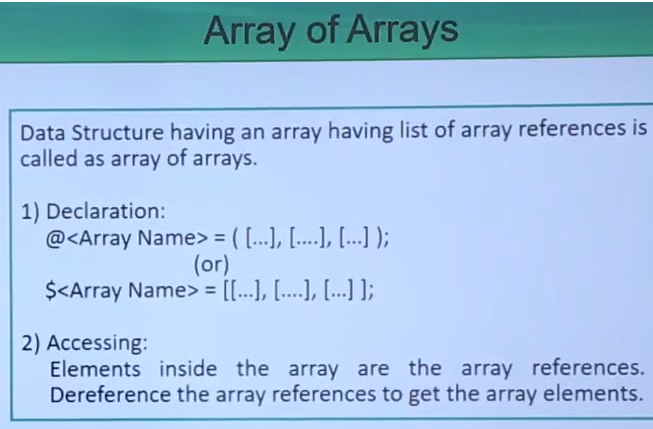 Array of Arrays
Data Structure having an array having list of array references is
called as array of arrays.
1) Declaration:
@<Array Name> = ( [...], [....], [...] );
(or)
$<Array Name> = [[...], [....], [...] ];
2) Accessing:
Elements inside the array are the array references.
Dereference the array references to get the array elements.